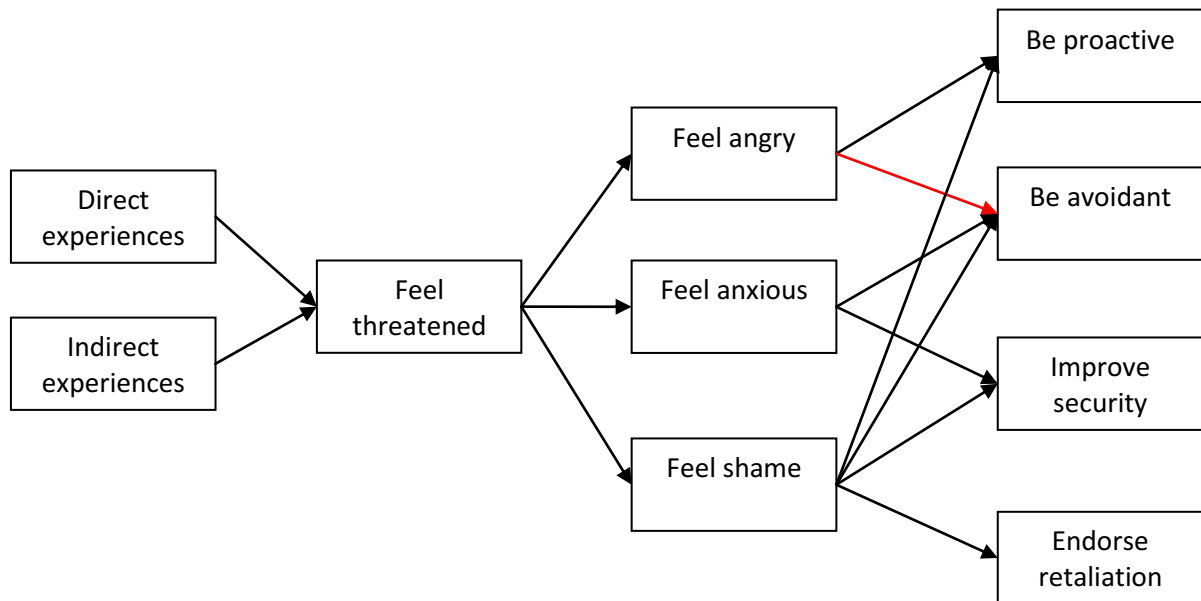 Direct
experiences
Indirect
experiences
Feel
threatened
Feel angry
Feel anxious
Feel shame
Be proactive
Be avoidant
Improve
security
Endorse
retaliation